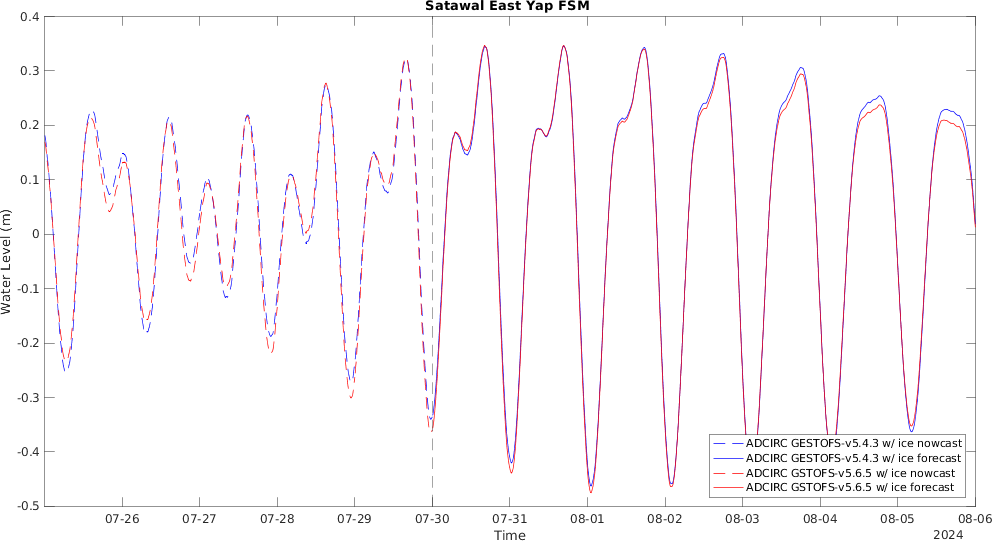 Satawal East Yap FSM
0.4
0.3
0.2
0.1
0
-0.1
-0.2
-0.3
-0.4
-0.5
Water Level (m)
ADCIRC GESTOFS-v5.4.3 w/ ice nowcast
ADCIRC GESTOFS-v5.4.3 w/ ice forecast
ADCIRC GSTOFS-v5.6.5 w/ ice nowcast
ADCIRC GSTOFS-v5.6.5 w/ ice forecast
07-26 07-27 07-28 07-29 07-30 07-31 08-01 08-02 08-03 08-04 08-05 08-06
Time 2024